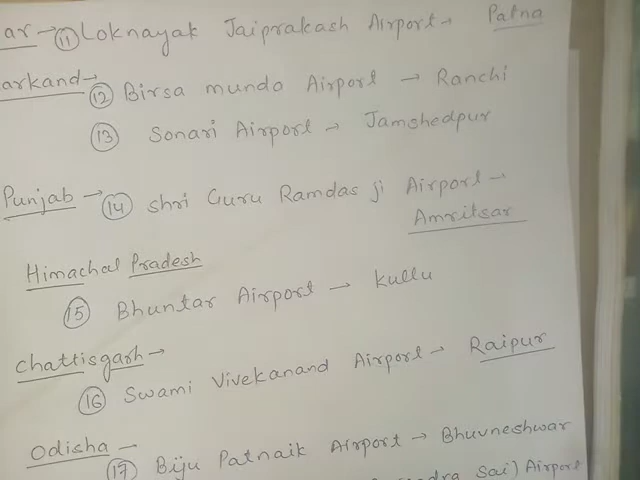 ar → 11 Loknayak Jaiprakash Airport → Patna
arkand →
12 Birsa munda Airport → Ranchi
13 Sonari Airport → Jamshedpur
Punjab → 14 Shri Guru Ramdas ji Airport →
Amritsar
Himachal Pradesh
15 Bhuntar Airport → Kullu
Chattisgarh →
16 Swami Vivekanand Airport → Raipur
Odisha —
17 Biju Patnaik Airport → Bhuvneshwar
ndra Sai) Airport